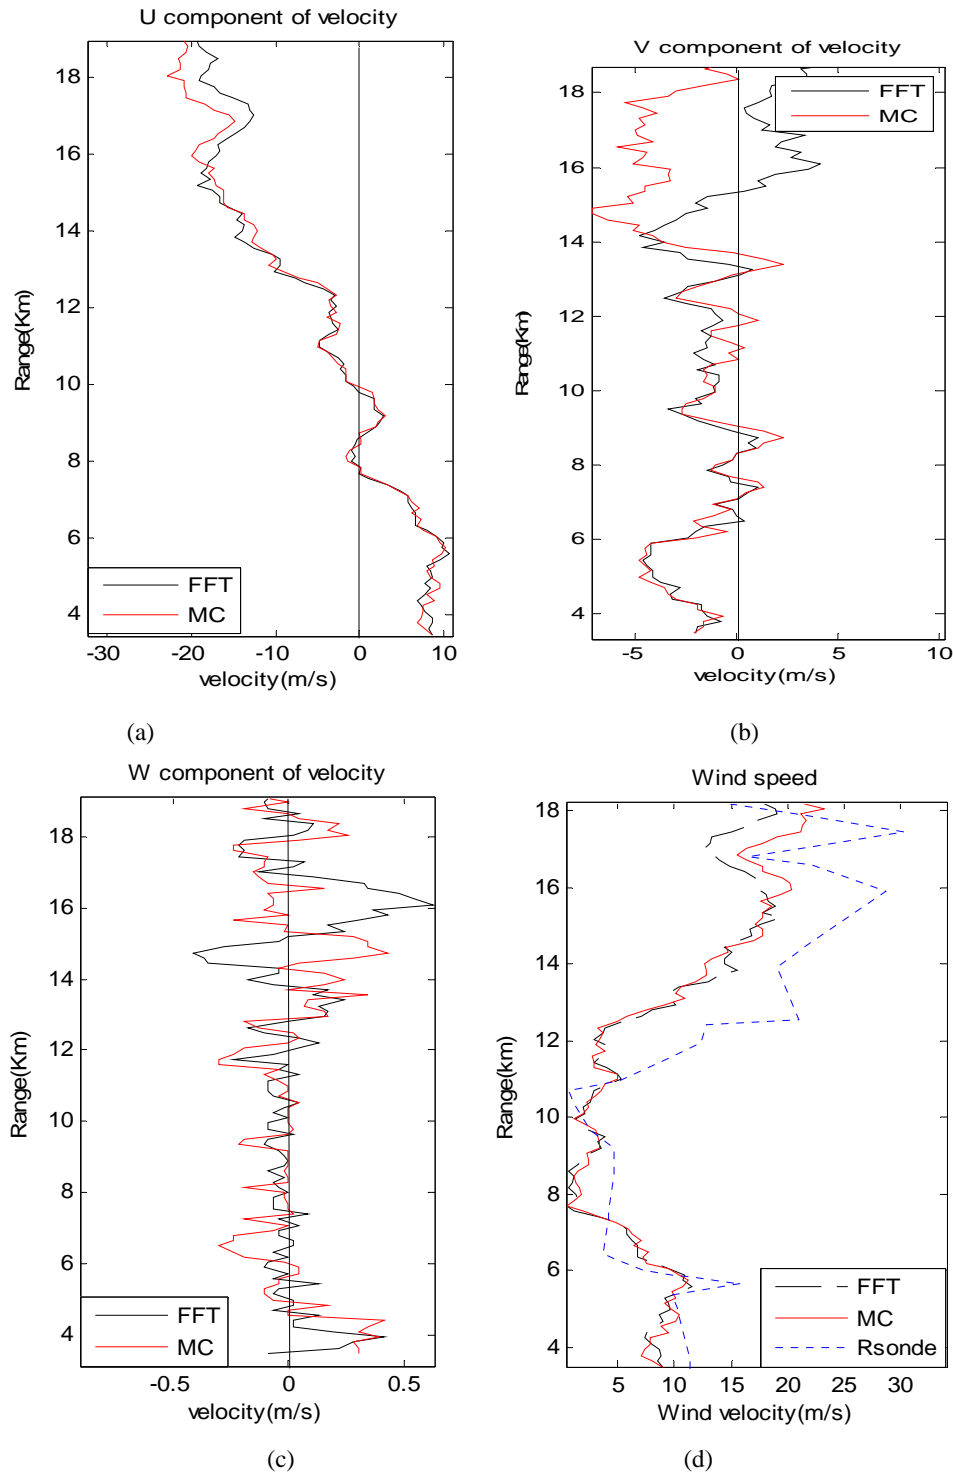 U component of velocity
18
16
14
12
10
8
6
4
Range(Km)
FFT
MC
-30
-20
-10
0
10
velocity(m/s)
(a)
V component of velocity
18
16
14
12
10
8
6
4
Range(Km)
FFT
MC
-5
0
5
10
velocity(m/s)
(b)
W component of velocity
18
16
14
12
10
8
6
4
Range(Km)
FFT
MC
-0.5
0
0.5
velocity(m/s)
(c)
Wind speed
18
16
14
12
10
8
6
4
Range(km)
FFT
MC
Rsonde
5
10
15
20
25
30
Wind velocity(m/s)
(d)